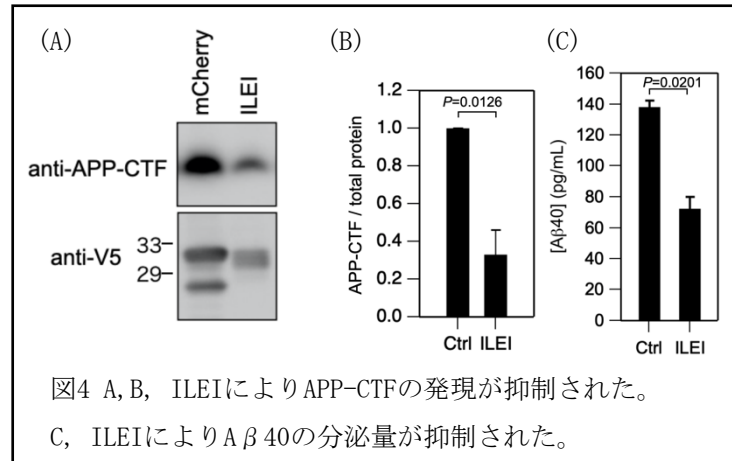 (A)
mCherry
ILEI
anti-APP-CTF
anti-V5
33
29
(B)
APP-CTF / total protein
1.2
1.0
0.8
0.6
0.4
0.2
0.0
P=0.0126
Ctrl ILEI
(C)
[Aβ40] (pg/mL)
160
140
120
100
80
60
40
20
0
P=0.0201
Ctrl ILEI
図4 A,B, ILEIによりAPP-CTFの発現が抑制された。
C, ILEIによりAβ40の分泌量が抑制された。